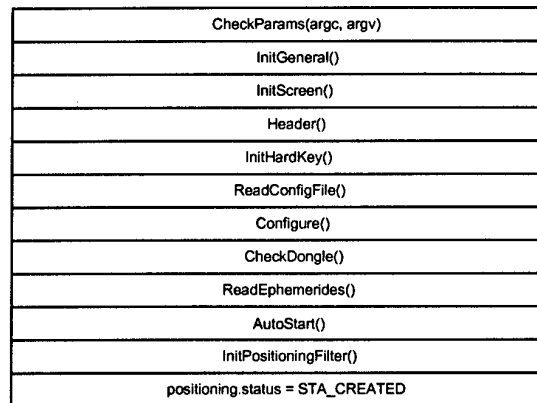 CheckParams(argc, argv)
InitGeneral()
InitScreen()
Header()
InitHardKey()
ReadConfigFile()
Configure()
CheckDongle()
ReadEphemerides()
AutoStart()
InitPositioningFilter()
positioning.status = STA_CREATED